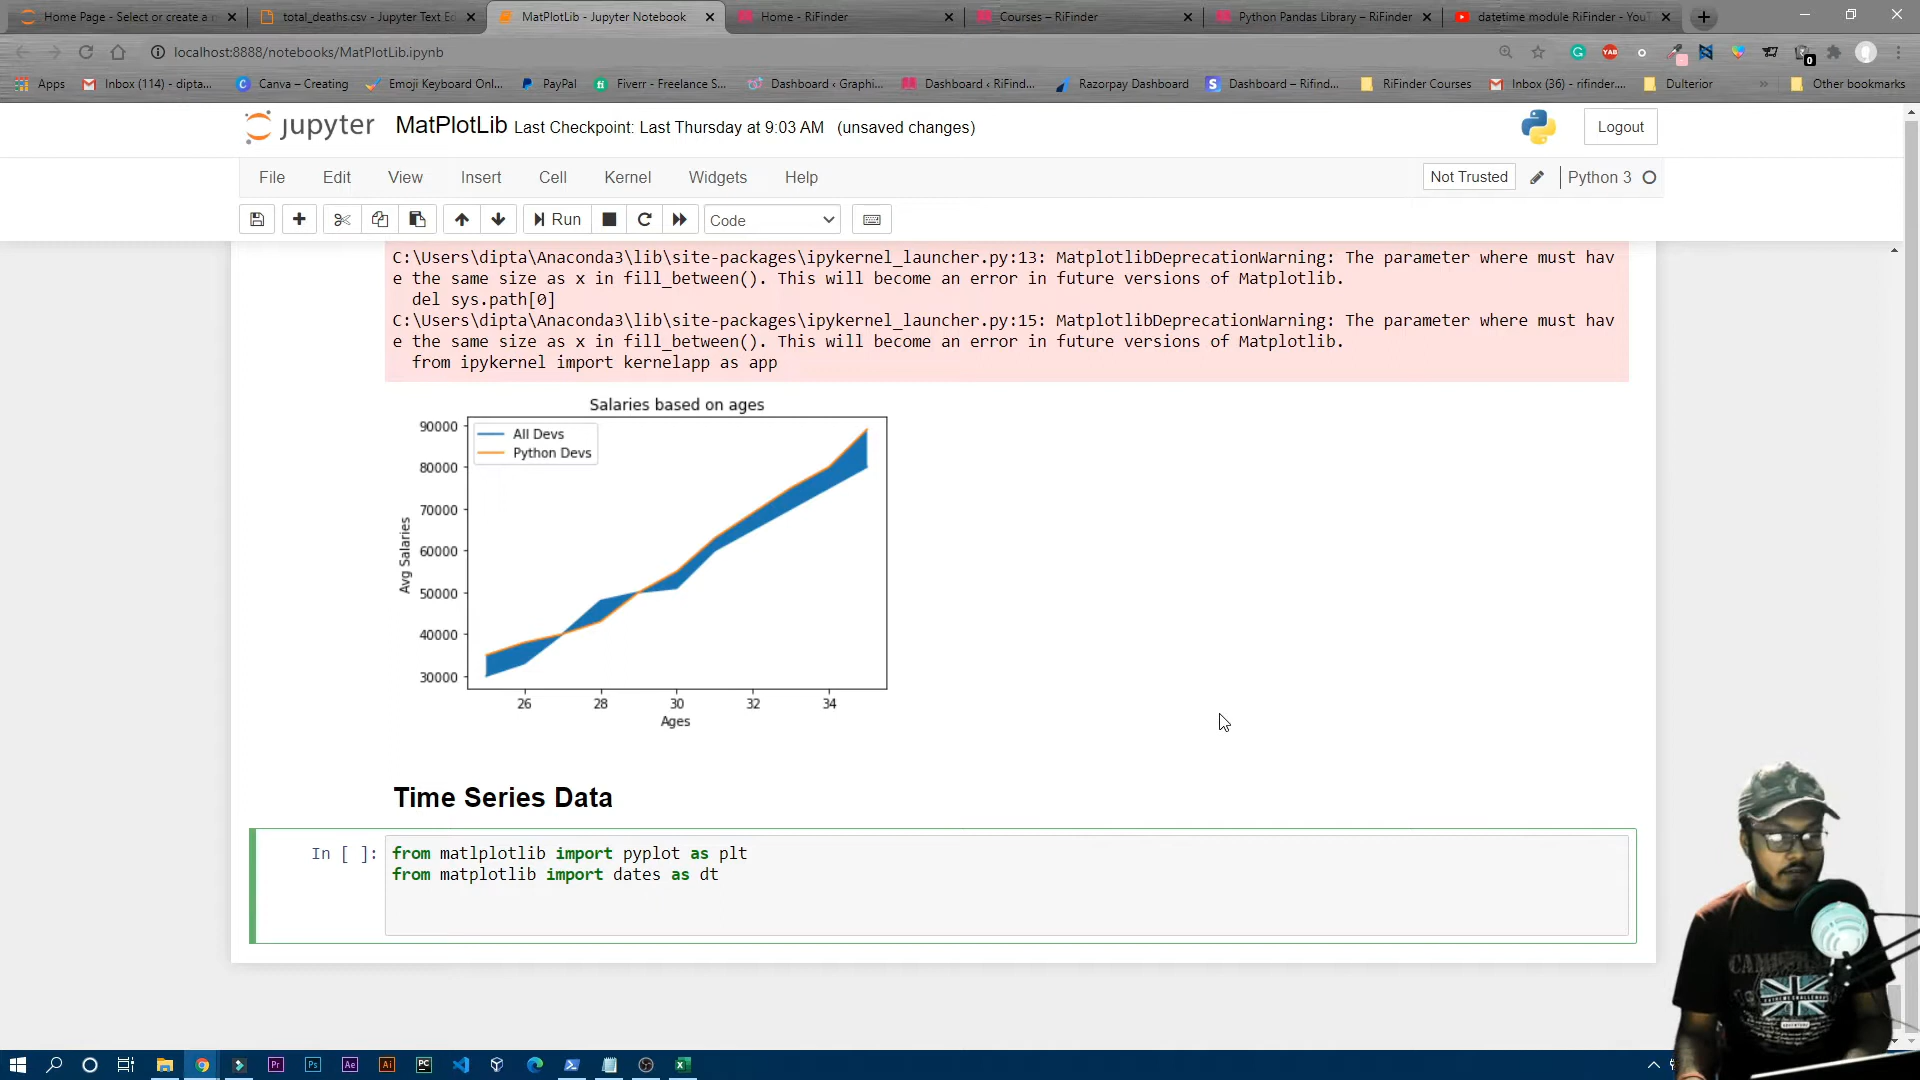 Home Page - Select or create a n
total_deaths.csv - Jupyter Text Ed
MatPlotLib - Jupyter Notebook
Home - RiFinder
Courses – RiFinder
Python Pandas Library – RiFinder
datetime module RiFinder - YouT
localhost:8888/notebooks/MatPlotLib.ipynb
YAB
0
Apps
Inbox (114) - dipta...
Canva – Creating
Emoji Keyboard Onl...
PayPal
Fiverr - Freelance S...
Dashboard ‹ Graphi...
Dashboard ‹ RiFind...
Razorpay Dashboard
Dashboard – Rifind...
RiFinder Courses
Inbox (36) - rifinder....
Dulterior
Other bookmarks
jupyter MatPlotLib Last Checkpoint: Last Thursday at 9:03 AM (unsaved changes)
Logout
File Edit View Insert Cell Kernel Widgets Help
Not Trusted
Python 3
Run
Code
C:\Users\dipta\Anaconda3\lib\site-packages\ipykernel_launcher.py:13: MatplotlibDeprecationWarning: The parameter where must hav
e the same size as x in fill_between(). This will become an error in future versions of Matplotlib.
del sys.path[0]
C:\Users\dipta\Anaconda3\lib\site-packages\ipykernel_launcher.py:15: MatplotlibDeprecationWarning: The parameter where must hav
e the same size as x in fill_between(). This will become an error in future versions of Matplotlib.
from ipykernel import kernelapp as app
Salaries based on ages
All Devs
Python Devs
90000
80000
70000
60000
50000
40000
30000
Avg Salaries
26 28 30 32 34
Ages
Time Series Data
In [ ]:
from matlplotlib import pyplot as plt
from matplotlib import dates as dt
Pr Ps Ae Ai PC